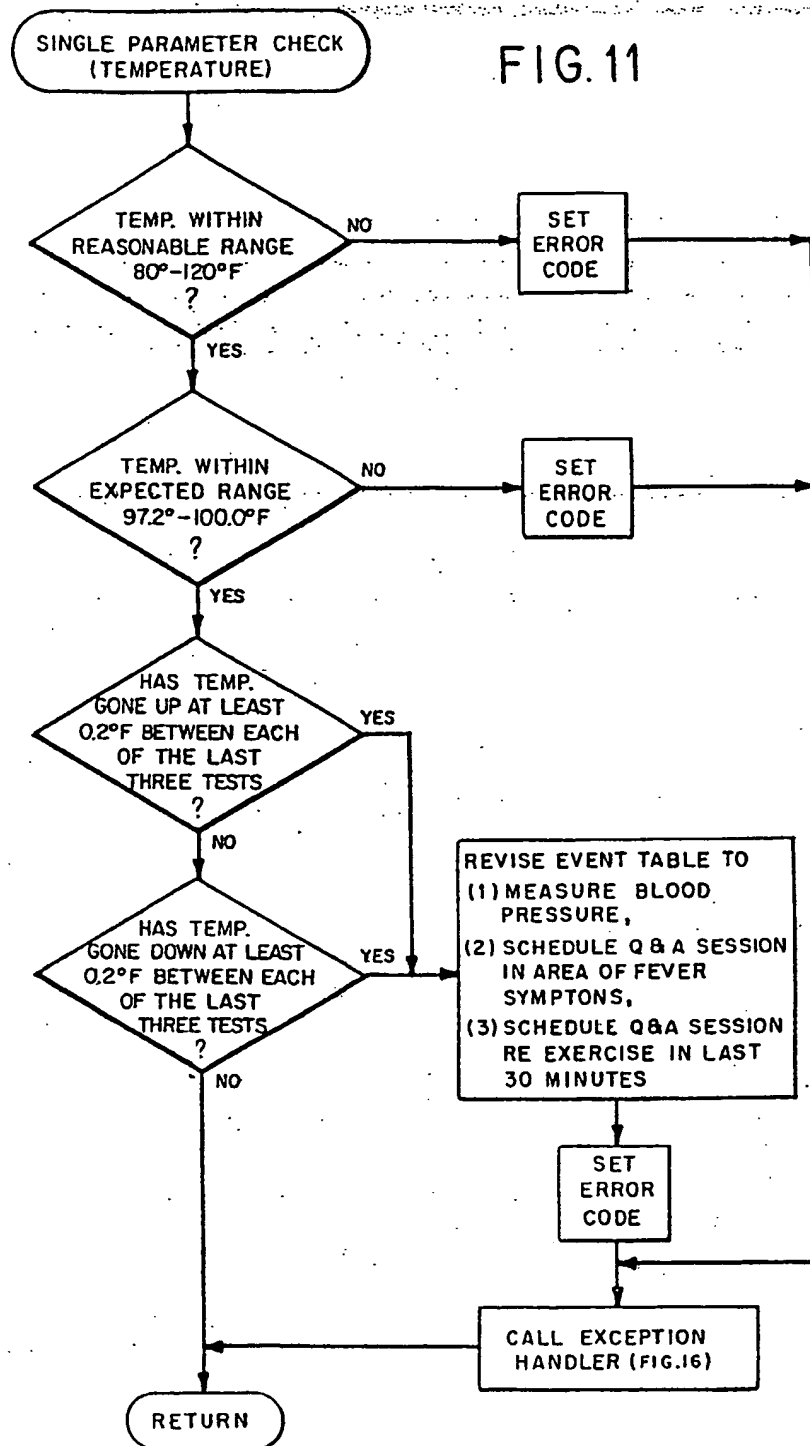 SINGLE PARAMETER CHECK
(TEMPERATURE)
FIG. 11
TEMP. WITHIN
REASONABLE RANGE
80°-120°F
?
NO
SET
ERROR
CODE
YES
TEMP. WITHIN
EXPECTED RANGE
97.2°-100.0°F
?
NO
SET
ERROR
CODE
YES
HAS TEMP.
GONE UP AT LEAST
0.2°F BETWEEN EACH
OF THE LAST
THREE TESTS
?
YES
NO
HAS TEMP.
GONE DOWN AT LEAST
0.2°F BETWEEN EACH
OF THE LAST
THREE TESTS
?
YES
NO
REVISE EVENT TABLE TO
(1) MEASURE BLOOD
PRESSURE,
(2) SCHEDULE Q & A SESSION
IN AREA OF FEVER
SYMPTONS,
(3) SCHEDULE Q&A SESSION
RE EXERCISE IN LAST
30 MINUTES
SET
ERROR
CODE
CALL EXCEPTION
HANDLER (FIG.16)
RETURN